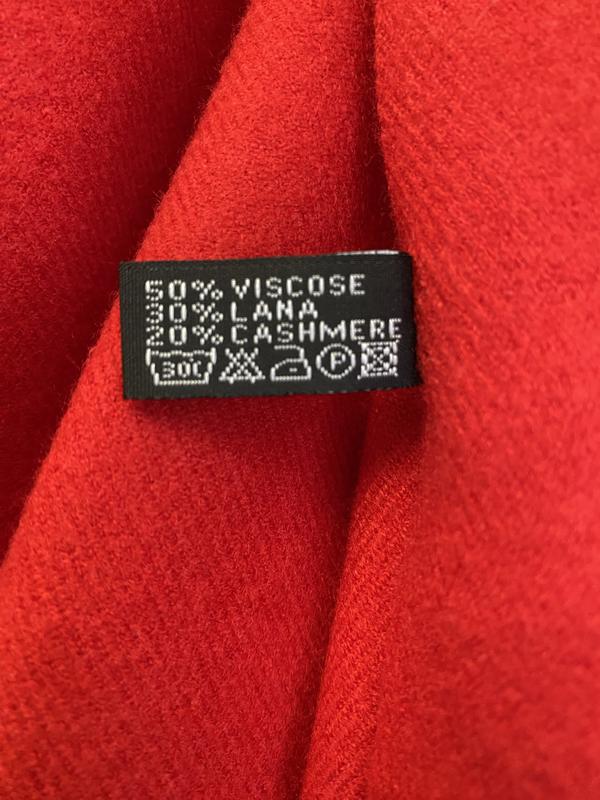 50% VISCOSE
30% LANA
20% CASHMERE
30C P